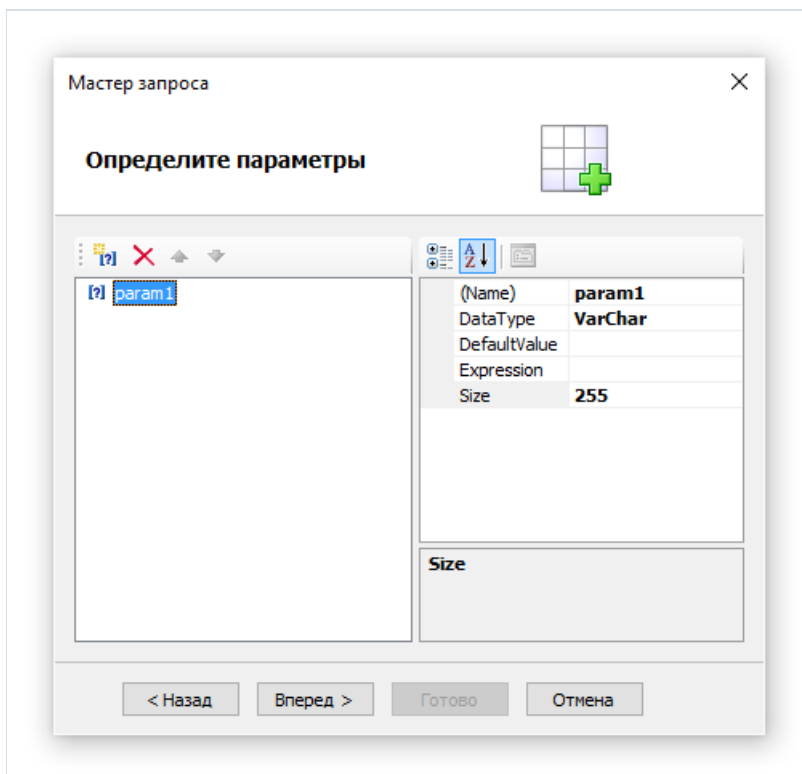 Мастер запроса
Определите параметры
[?]
A
Z
[?] param1
(Name) param1
DataType VarChar
DefaultValue
Expression
Size 255
Size
< Назад Вперед > Готово Отмена